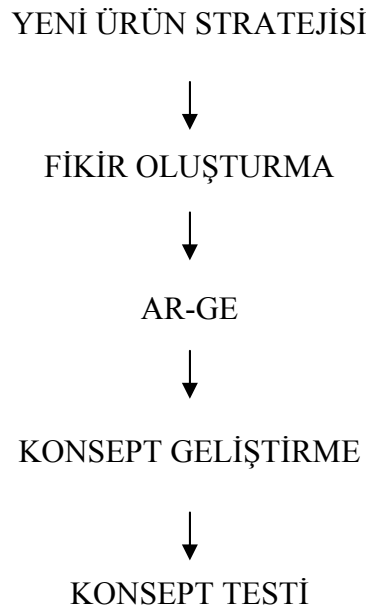 YENİ ÜRÜN STRATEJİSİ
FİKİR OLUŞTURMA
AR-GE
KONSEPT GELİŞTİRME
KONSEPT TESTİ